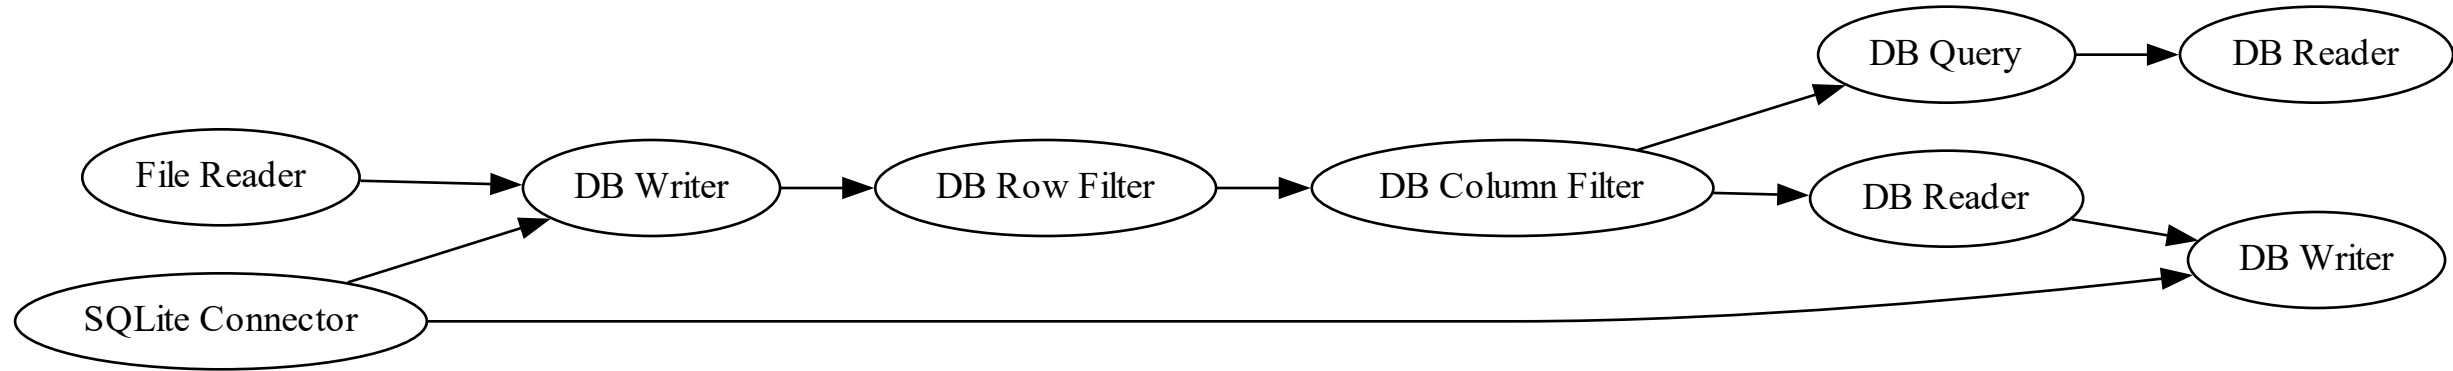 File Reader
SQLite Connector
DB Writer
DB Row Filter
DB Column Filter
DB Query
DB Reader
DB Reader
DB Writer